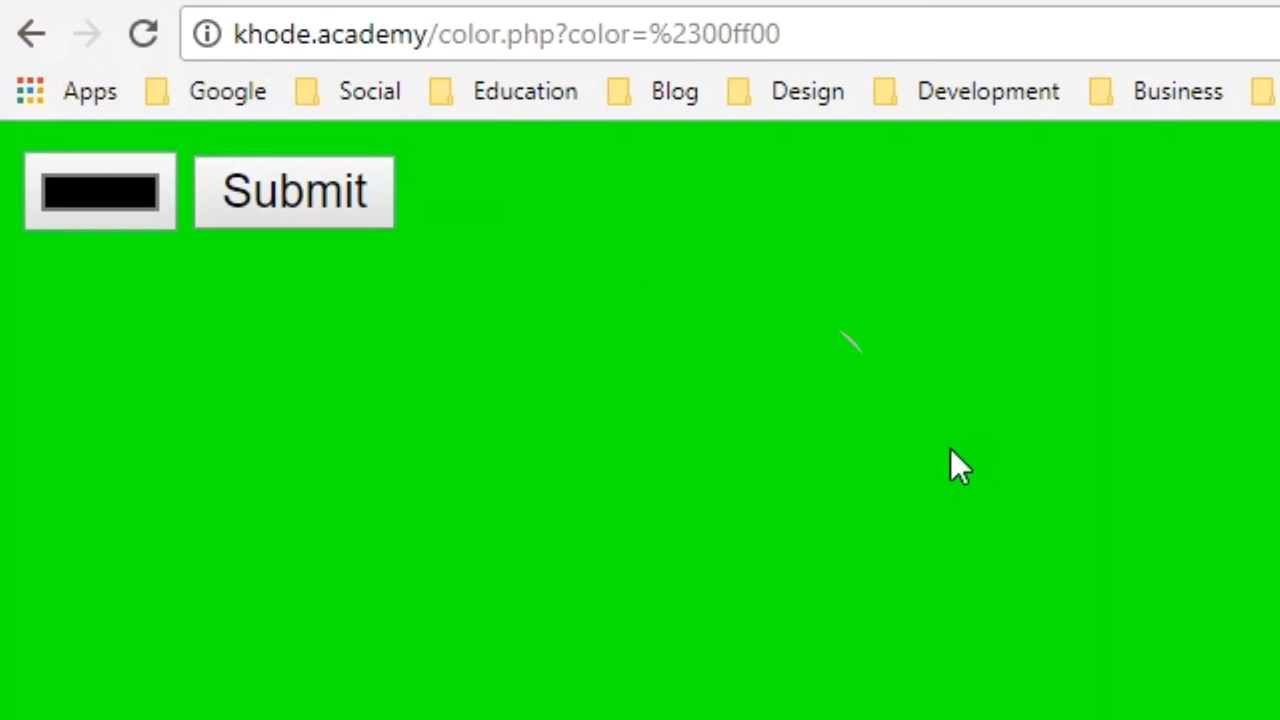 khode.academy/color.php?color=%2300ff00
Apps Google Social Education Blog Design Development Business
Submit